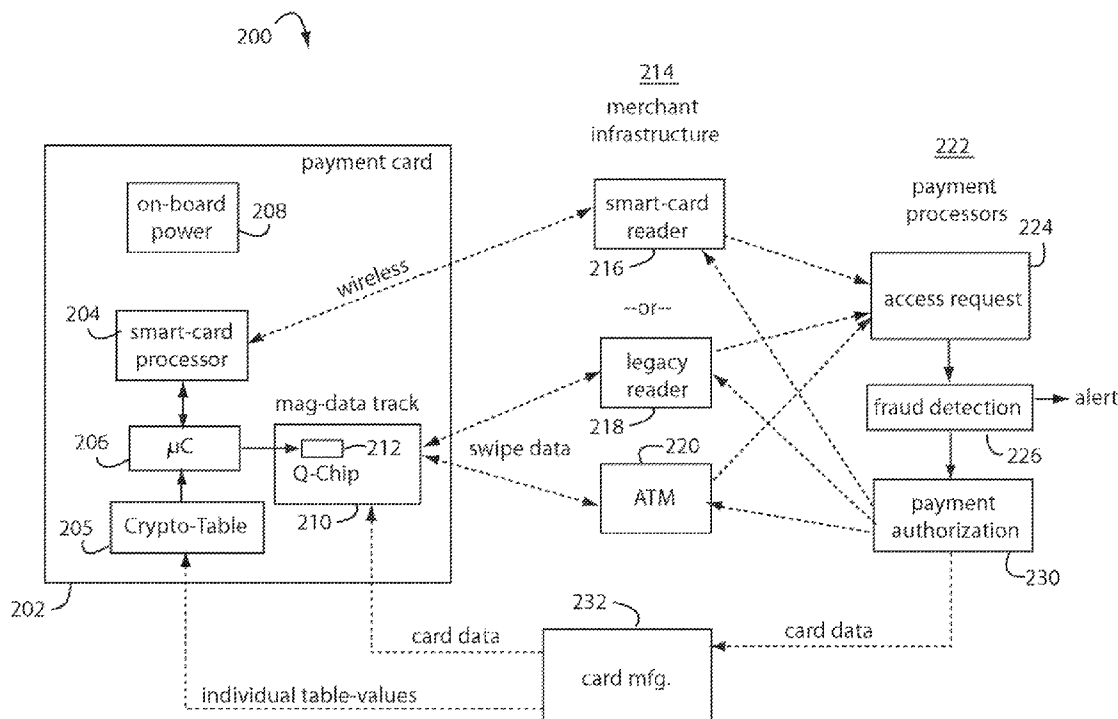 200
214
merchant
infrastructure
222
payment
processors
payment card
on-board
power
208
smart-card
reader
216
224
access request
wireless
204
smart-card
processor
--or--
legacy
reader
218
mag-data track
fraud detection
alert
226
206
µC
212
Q-Chip
swipe data
220
ATM
210
205
Crypto-Table
payment
authorization
230
202
232
card data
card data
card mfg.
individual table-values